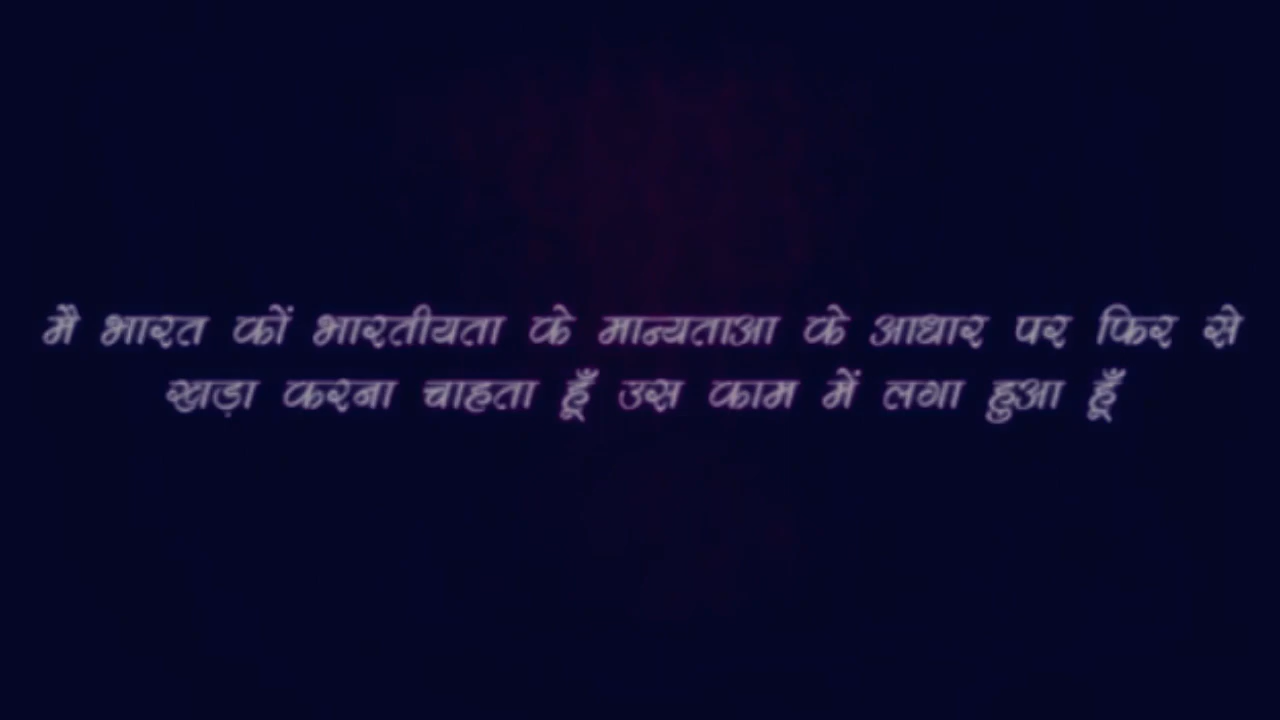 मै भारत कों भारतीयता के मान्यताआ के आधार पर फिर से
खड़ा करना चाहता हूँ उस काम में लगा हुआ हूँ